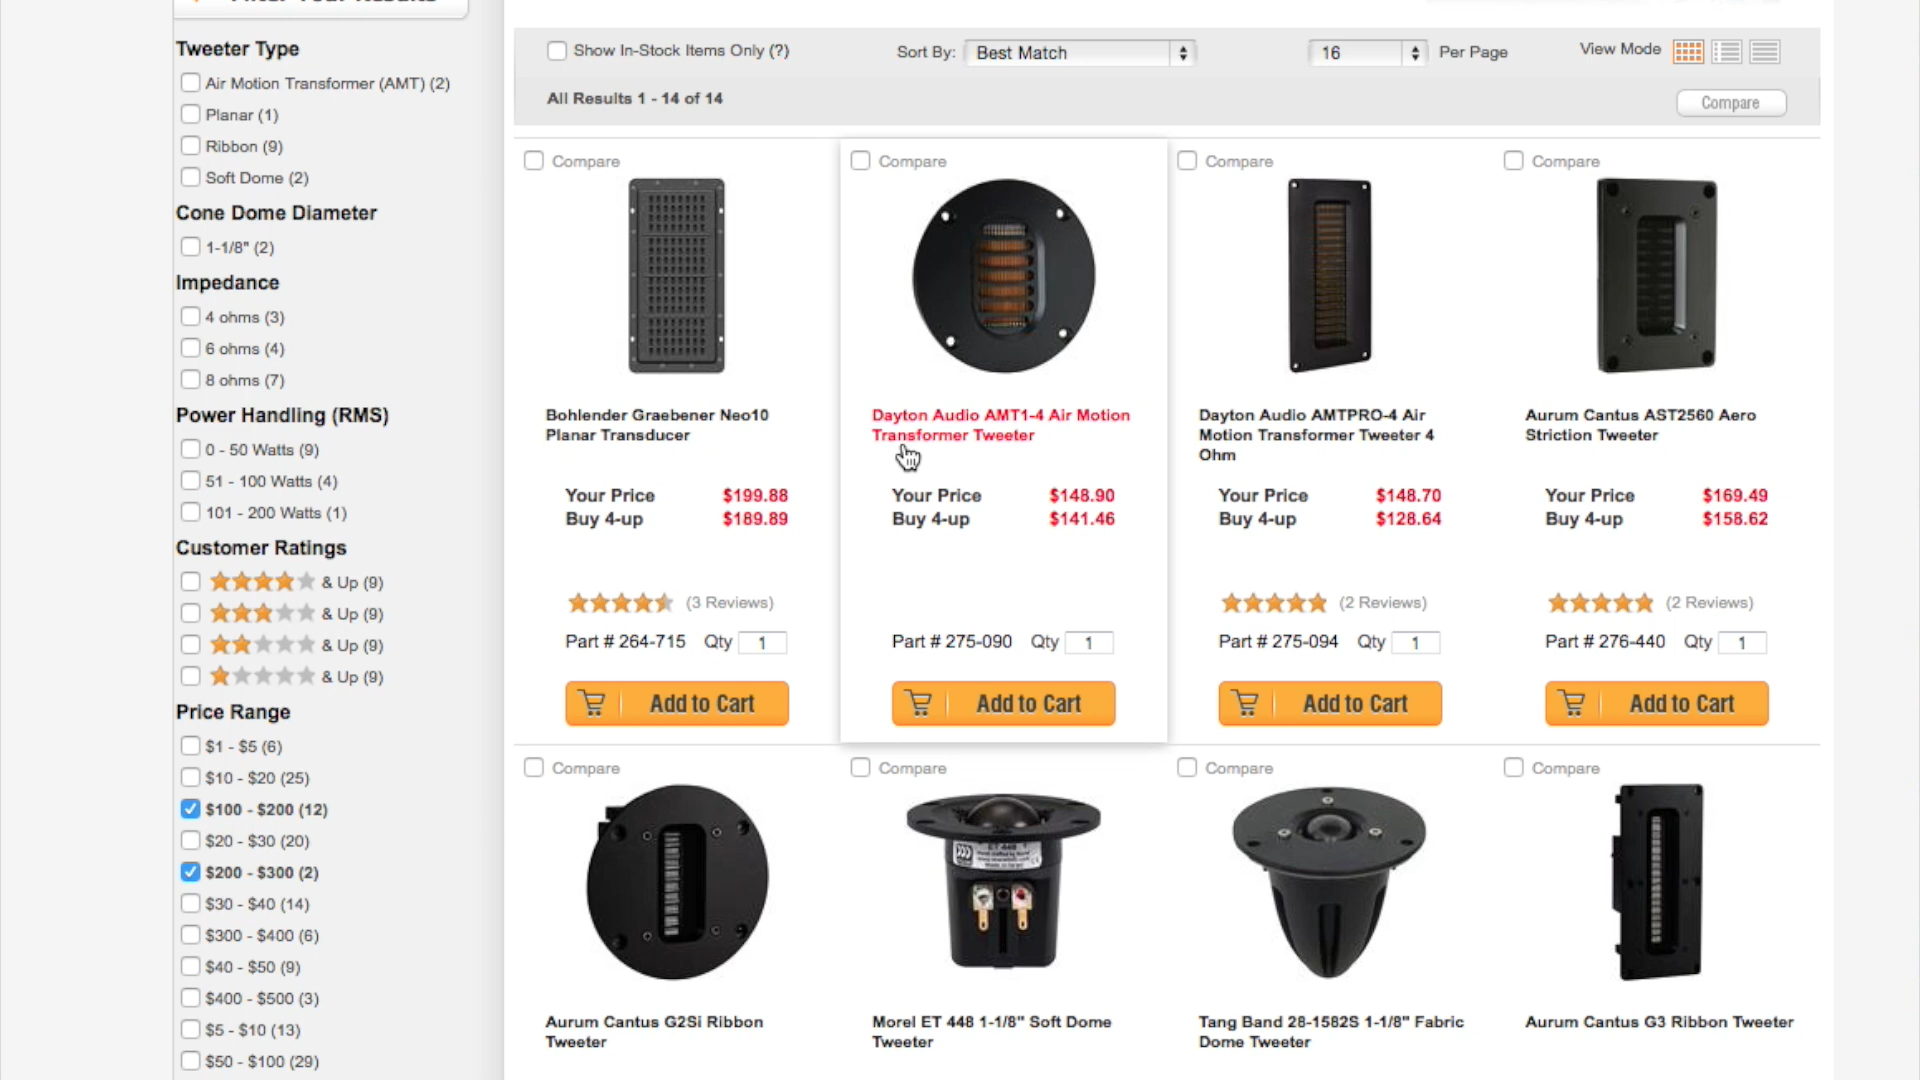 Filter Your Results
Tweeter Type
Air Motion Transformer (AMT) (2)
Planar (1)
Ribbon (9)
Soft Dome (2)
Cone Dome Diameter
1-1/8" (2)
Impedance
4 ohms (3)
6 ohms (4)
8 ohms (7)
Power Handling (RMS)
0 - 50 Watts (9)
51 - 100 Watts (4)
101 - 200 Watts (1)
Customer Ratings
& Up (9)
& Up (9)
& Up (9)
& Up (9)
Price Range
$1 - $5 (6)
$10 - $20 (25)
$100 - $200 (12)
$20 - $30 (20)
$200 - $300 (2)
$30 - $40 (14)
$300 - $400 (6)
$40 - $50 (9)
$400 - $500 (3)
$5 - $10 (13)
$50 - $100 (29)
Show In-Stock Items Only (?) Sort By: Best Match 16 Per Page View Mode
All Results 1 - 14 of 14 Compare
Compare
Bohlender Graebener Neo10
Planar Transducer
Your Price $199.88
Buy 4-up $189.89
(3 Reviews)
Part # 264-715 Qty 1
Add to Cart
Compare
Dayton Audio AMT1-4 Air Motion
Transformer Tweeter
Your Price $148.90
Buy 4-up $141.46
Part # 275-090 Qty 1
Add to Cart
Compare
Dayton Audio AMTPRO-4 Air
Motion Transformer Tweeter 4
Ohm
Your Price $148.70
Buy 4-up $128.64
(2 Reviews)
Part # 275-094 Qty 1
Add to Cart
Compare
Aurum Cantus AST2560 Aero
Striction Tweeter
Your Price $169.49
Buy 4-up $158.62
(2 Reviews)
Part # 276-440 Qty 1
Add to Cart
Compare
Aurum Cantus G2Si Ribbon
Tweeter
Compare
ET 448
Morel ET 448 1-1/8" Soft Dome
Tweeter
Compare
Tang Band 28-1582S 1-1/8" Fabric
Dome Tweeter
Compare
Aurum Cantus G3 Ribbon Tweeter